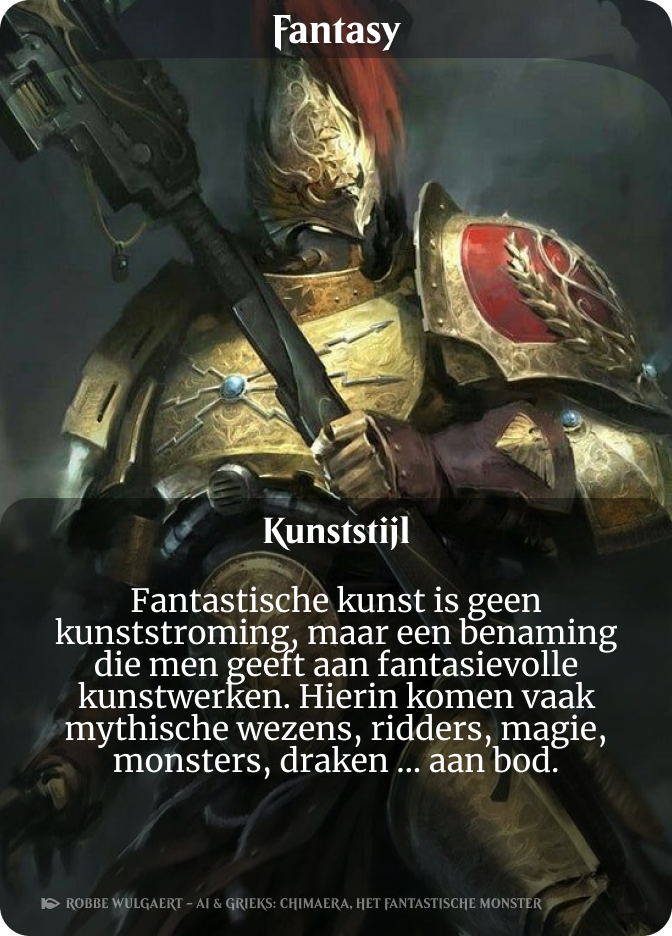 Fantasy
Kunststijl
Fantastische kunst is geen
kunststroming, maar een benaming
die men geeft aan fantasievolle
kunstwerken. Hierin komen vaak
mythische wezens, ridders, magie,
monsters, draken ... aan bod.
ROBBE WULGAERT – AI & GRIEKS: CHIMAERA, HET FANTASTISCHE MONSTER